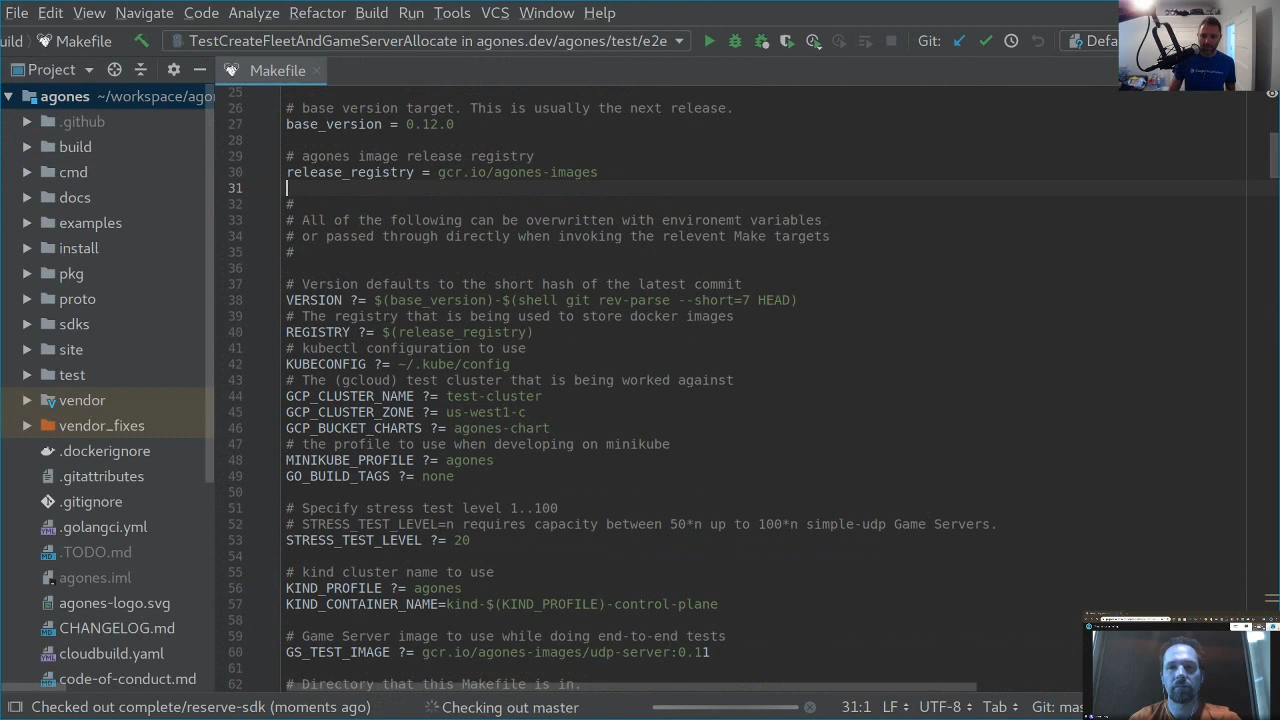 File Edit View Navigate Code Analyze Refactor Build Run Tools VCS Window Help
uild Makefile TestCreateFleetAndGameServerAllocate in agones.dev/agones/test/e2e Git: Defa
Project Makefile
agones ~/workspace/ago
.github
build
cmd
docs
examples
install
pkg
proto
sdks
site
test
vendor
vendor_fixes
.dockerignore
.gitattributes
.gitignore
.golangci.yml
.TODO.md
agones.iml
agones-logo.svg
CHANGELOG.md
cloudbuild.yaml
code-of-conduct.md
25
26 # base version target. This is usually the next release.
27 base_version = 0.12.0
28
29 # agones image release registry
30 release_registry = gcr.io/agones-images
31
32 #
33 # All of the following can be overwritten with environemt variables
34 # or passed through directly when invoking the relevent Make targets
35 #
36
37 # Version defaults to the short hash of the latest commit
38 VERSION ?= $(base_version)-$(shell git rev-parse --short=7 HEAD)
39 # The registry that is being used to store docker images
40 REGISTRY ?= $(release_registry)
41 # kubectl configuration to use
42 KUBECONFIG ?= ~/.kube/config
43 # The (gcloud) test cluster that is being worked against
44 GCP_CLUSTER_NAME ?= test-cluster
45 GCP_CLUSTER_ZONE ?= us-west1-c
46 GCP_BUCKET_CHARTS ?= agones-chart
47 # the profile to use when developing on minikube
48 MINIKUBE_PROFILE ?= agones
49 GO_BUILD_TAGS ?= none
50
51 # Specify stress test level 1..100
52 # STRESS_TEST_LEVEL=n requires capacity between 50*n up to 100*n simple-udp Game Servers.
53 STRESS_TEST_LEVEL ?= 20
54
55 # kind cluster name to use
56 KIND_PROFILE ?= agones
57 KIND_CONTAINER_NAME=kind-$(KIND_PROFILE)-control-plane
58
59 # Game Server image to use while doing end-to-end tests
60 GS_TEST_IMAGE ?= gcr.io/agones-images/udp-server:0.11
61
62 # Directory that this Makefile is in.
Checked out complete/reserve-sdk (moments ago) Checking out master 31:1 LF UTF-8 Tab Git: mas